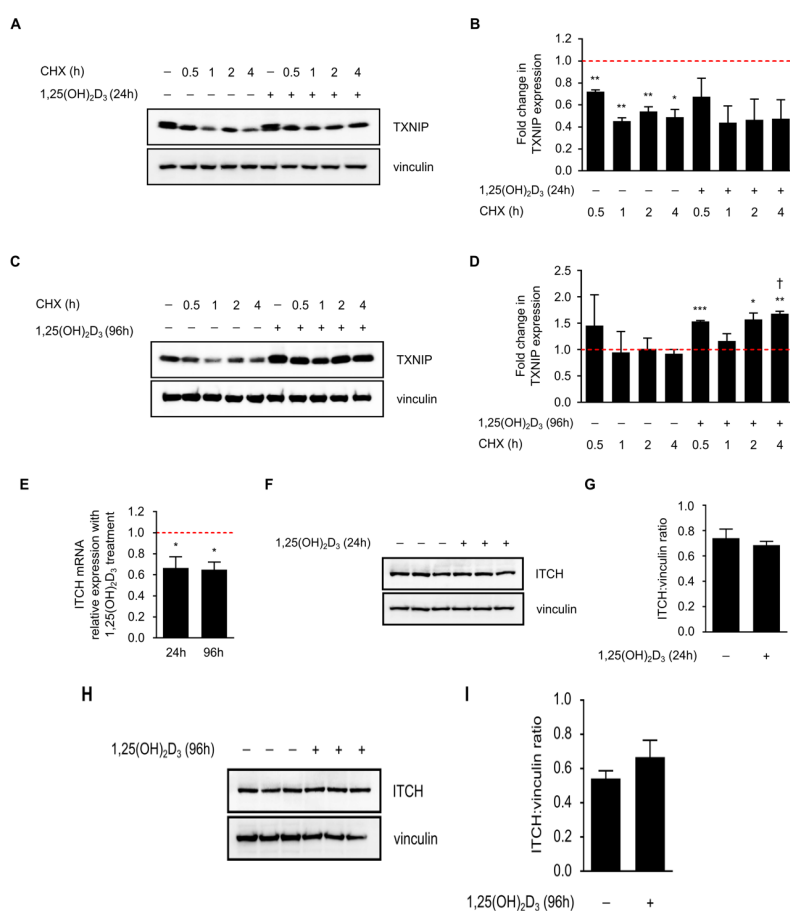 A
CHX (h) – 0.5 1 2 4 – 0.5 1 2 4
1,25(OH)₂D₃ (24h) + + + + +
TXNIP
vinculin
B
Fold change in
TXNIP expression
1.2
1.0
0.8
0.6
0.4
0.2
0.0
** ** ** *
1,25(OH)₂D₃ (24h) – – – – + + + +
CHX (h) 0.5 1 2 4 0.5 1 2 4
C
CHX (h) – 0.5 1 2 4 – 0.5 1 2 4
1,25(OH)₂D₃ (96h) – – – – – + + + + +
TXNIP
vinculin
D
Fold change in
TXNIP expression
2.5
2.0
1.5
1.0
0.5
0.0
†
*** * **
1,25(OH)₂D₃ (96h) – – – – + + + +
CHX (h) 0.5 1 2 4 0.5 1 2 4
E
ITCH mRNA
relative expression with
1,25(OH)₂D₃ treatment
1.2
1.0
0.8
0.6
0.4
0.2
0.0
* *
24h 96h
F
1,25(OH)₂D₃ (24h) – – – + + +
ITCH
vinculin
G
ITCH:vinculin ratio
1.0
0.8
0.6
0.4
0.2
0.0
1,25(OH)₂D₃ (24h) – +
H
1,25(OH)₂D₃ (96h) – – – + + +
ITCH
vinculin
I
ITCH:vinculin ratio
1.0
0.8
0.6
0.4
0.2
0.0
1,25(OH)₂D₃ (96h) – +